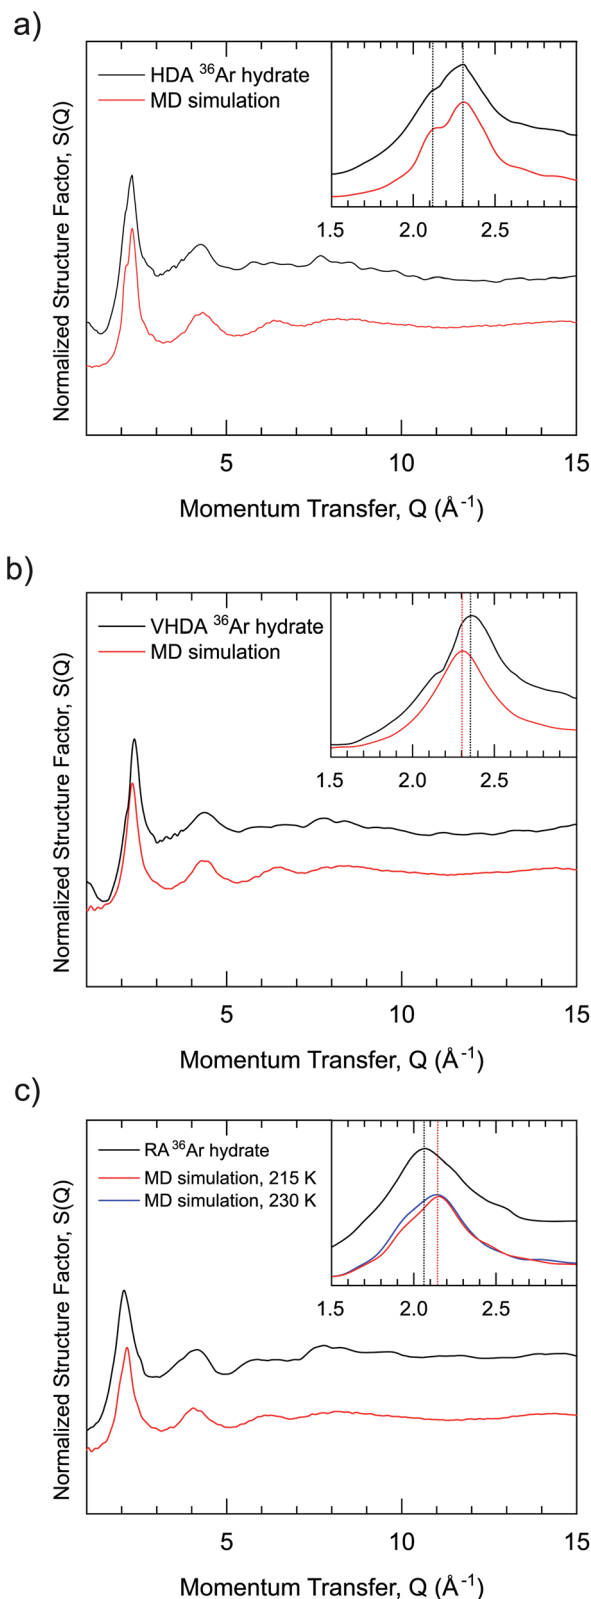 a)
HDA ³⁶Ar hydrate
MD simulation
1.5 2.0 2.5
Normalized Structure Factor, S(Q)
5 10 15
Momentum Transfer, Q (Å⁻¹)
b)
VHDA ³⁶Ar hydrate
MD simulation
1.5 2.0 2.5
Normalized Structure Factor, S(Q)
5 10 15
Momentum Transfer, Q (Å⁻¹)
c)
RA ³⁶Ar hydrate
MD simulation, 215 K
MD simulation, 230 K
1.5 2.0 2.5
Normalized Structure Factor, S(Q)
5 10 15
Momentum Transfer, Q (Å⁻¹)